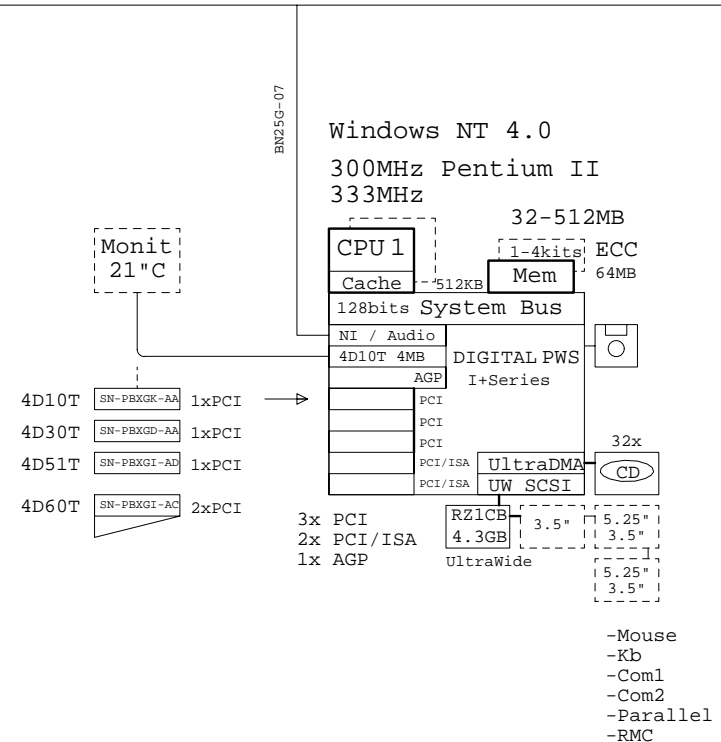 BN25G-07
Windows NT 4.0
300MHz Pentium II
333MHz
32-512MB
Monit
21"C
CPU 1
1-4kits
ECC
Cache
512KB
Mem
64MB
128bits System Bus
NI / Audio
4D10T 4MB
DIGITAL PWS
AGP
I+Series
4D10T SN-PBXGK-AA 1xPCI
PCI
4D30T SN-PBXGD-AA 1xPCI
PCI
PCI
32x
4D51T SN-PBXGI-AD 1xPCI
PCI/ISA UltraDMA
CD
PCI/ISA UW SCSI
4D60T SN-PBXGI-AC 2xPCI
3x PCI
2x PCI/ISA
1x AGP
RZ1CB
4.3GB
UltraWide
3.5"
5.25"
3.5"
5.25"
3.5"
-Mouse
-Kb
-Com1
-Com2
-Parallel
-RMC